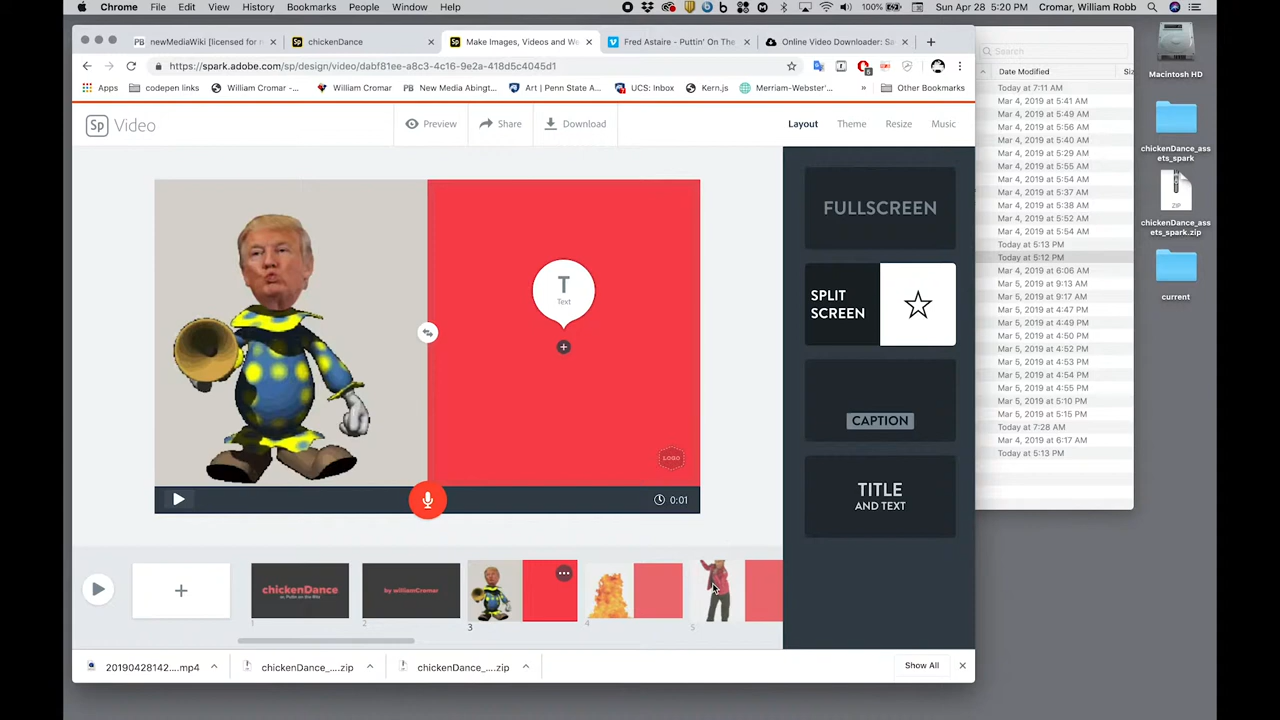 Chrome File Edit View History Bookmarks People Window Help 100% Sun Apr 28 5:20 PM Cromar, William Robb
newMediaWiki [licensed for n chickenDance Make Images, Videos and We Fred Astaire - Puttin' On The Online Video Downloader: Sa
https://spark.adobe.com/sp/design/video/dabf81ee-a8c3-4c16-9e2a-418d5c4045d1
Apps codepen links William Cromar -... William Cromar New Media Abingt... Art | Penn State A... UCS: Inbox Kern.js Merriam-Webster'... » Other Bookmarks
Sp Video Preview Share Download Layout Theme Resize Music
FULLSCREEN
SPLIT
SCREEN
CAPTION
TITLE
AND TEXT
T
Text
LOGO
0:01
chickenDance
by williamCromar
1
2
3
4
5
20190428142....mp4 chickenDance_....zip chickenDance_....zip Show All
Search
Date Modified
Today at 7:11 AM
Mar 4, 2019 at 5:41 AM
Mar 4, 2019 at 5:49 AM
Mar 4, 2019 at 5:56 AM
Mar 4, 2019 at 5:40 AM
Mar 4, 2019 at 5:29 AM
Mar 4, 2019 at 5:55 AM
Mar 4, 2019 at 5:54 AM
Mar 4, 2019 at 5:37 AM
Mar 4, 2019 at 5:38 AM
Mar 4, 2019 at 5:52 AM
Mar 4, 2019 at 5:54 AM
Today at 5:13 PM
Today at 5:12 PM
Mar 4, 2019 at 6:06 AM
Mar 5, 2019 at 9:13 AM
Mar 5, 2019 at 9:17 AM
Mar 5, 2019 at 4:47 PM
Mar 5, 2019 at 4:49 PM
Mar 5, 2019 at 4:50 PM
Mar 5, 2019 at 4:52 PM
Mar 5, 2019 at 4:53 PM
Mar 5, 2019 at 4:54 PM
Mar 5, 2019 at 4:55 PM
Mar 5, 2019 at 5:10 PM
Mar 5, 2019 at 5:15 PM
Today at 7:28 AM
Mar 4, 2019 at 6:17 AM
Today at 5:13 PM
Macintosh HD
chickenDance_ass
ets_spark
ZIP
chickenDance_ass
ets_spark.zip
current